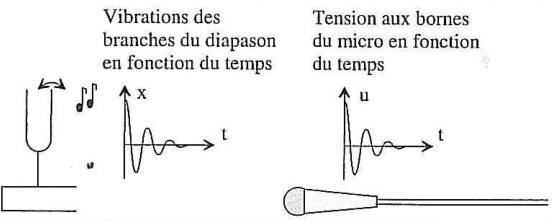 Vibrations des
branches du diapason
en fonction du temps
Tension aux bornes
du micro en fonction
du temps
x
t
u
t